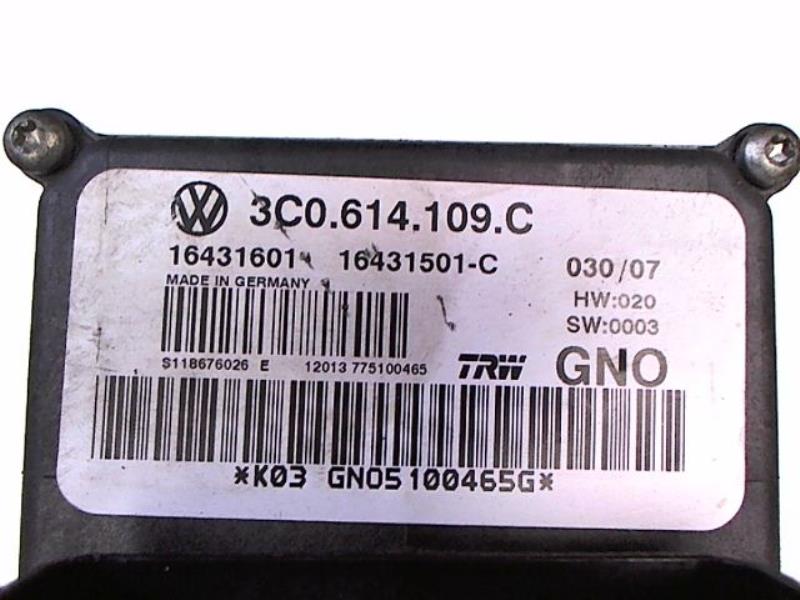 3C0.614.109.C
16431601 16431501-C 030/07
MADE IN GERMANY HW:020
SW:0003
S118676026 E 12013 775100465 TRW GNO
*K03 GNO5100465G*